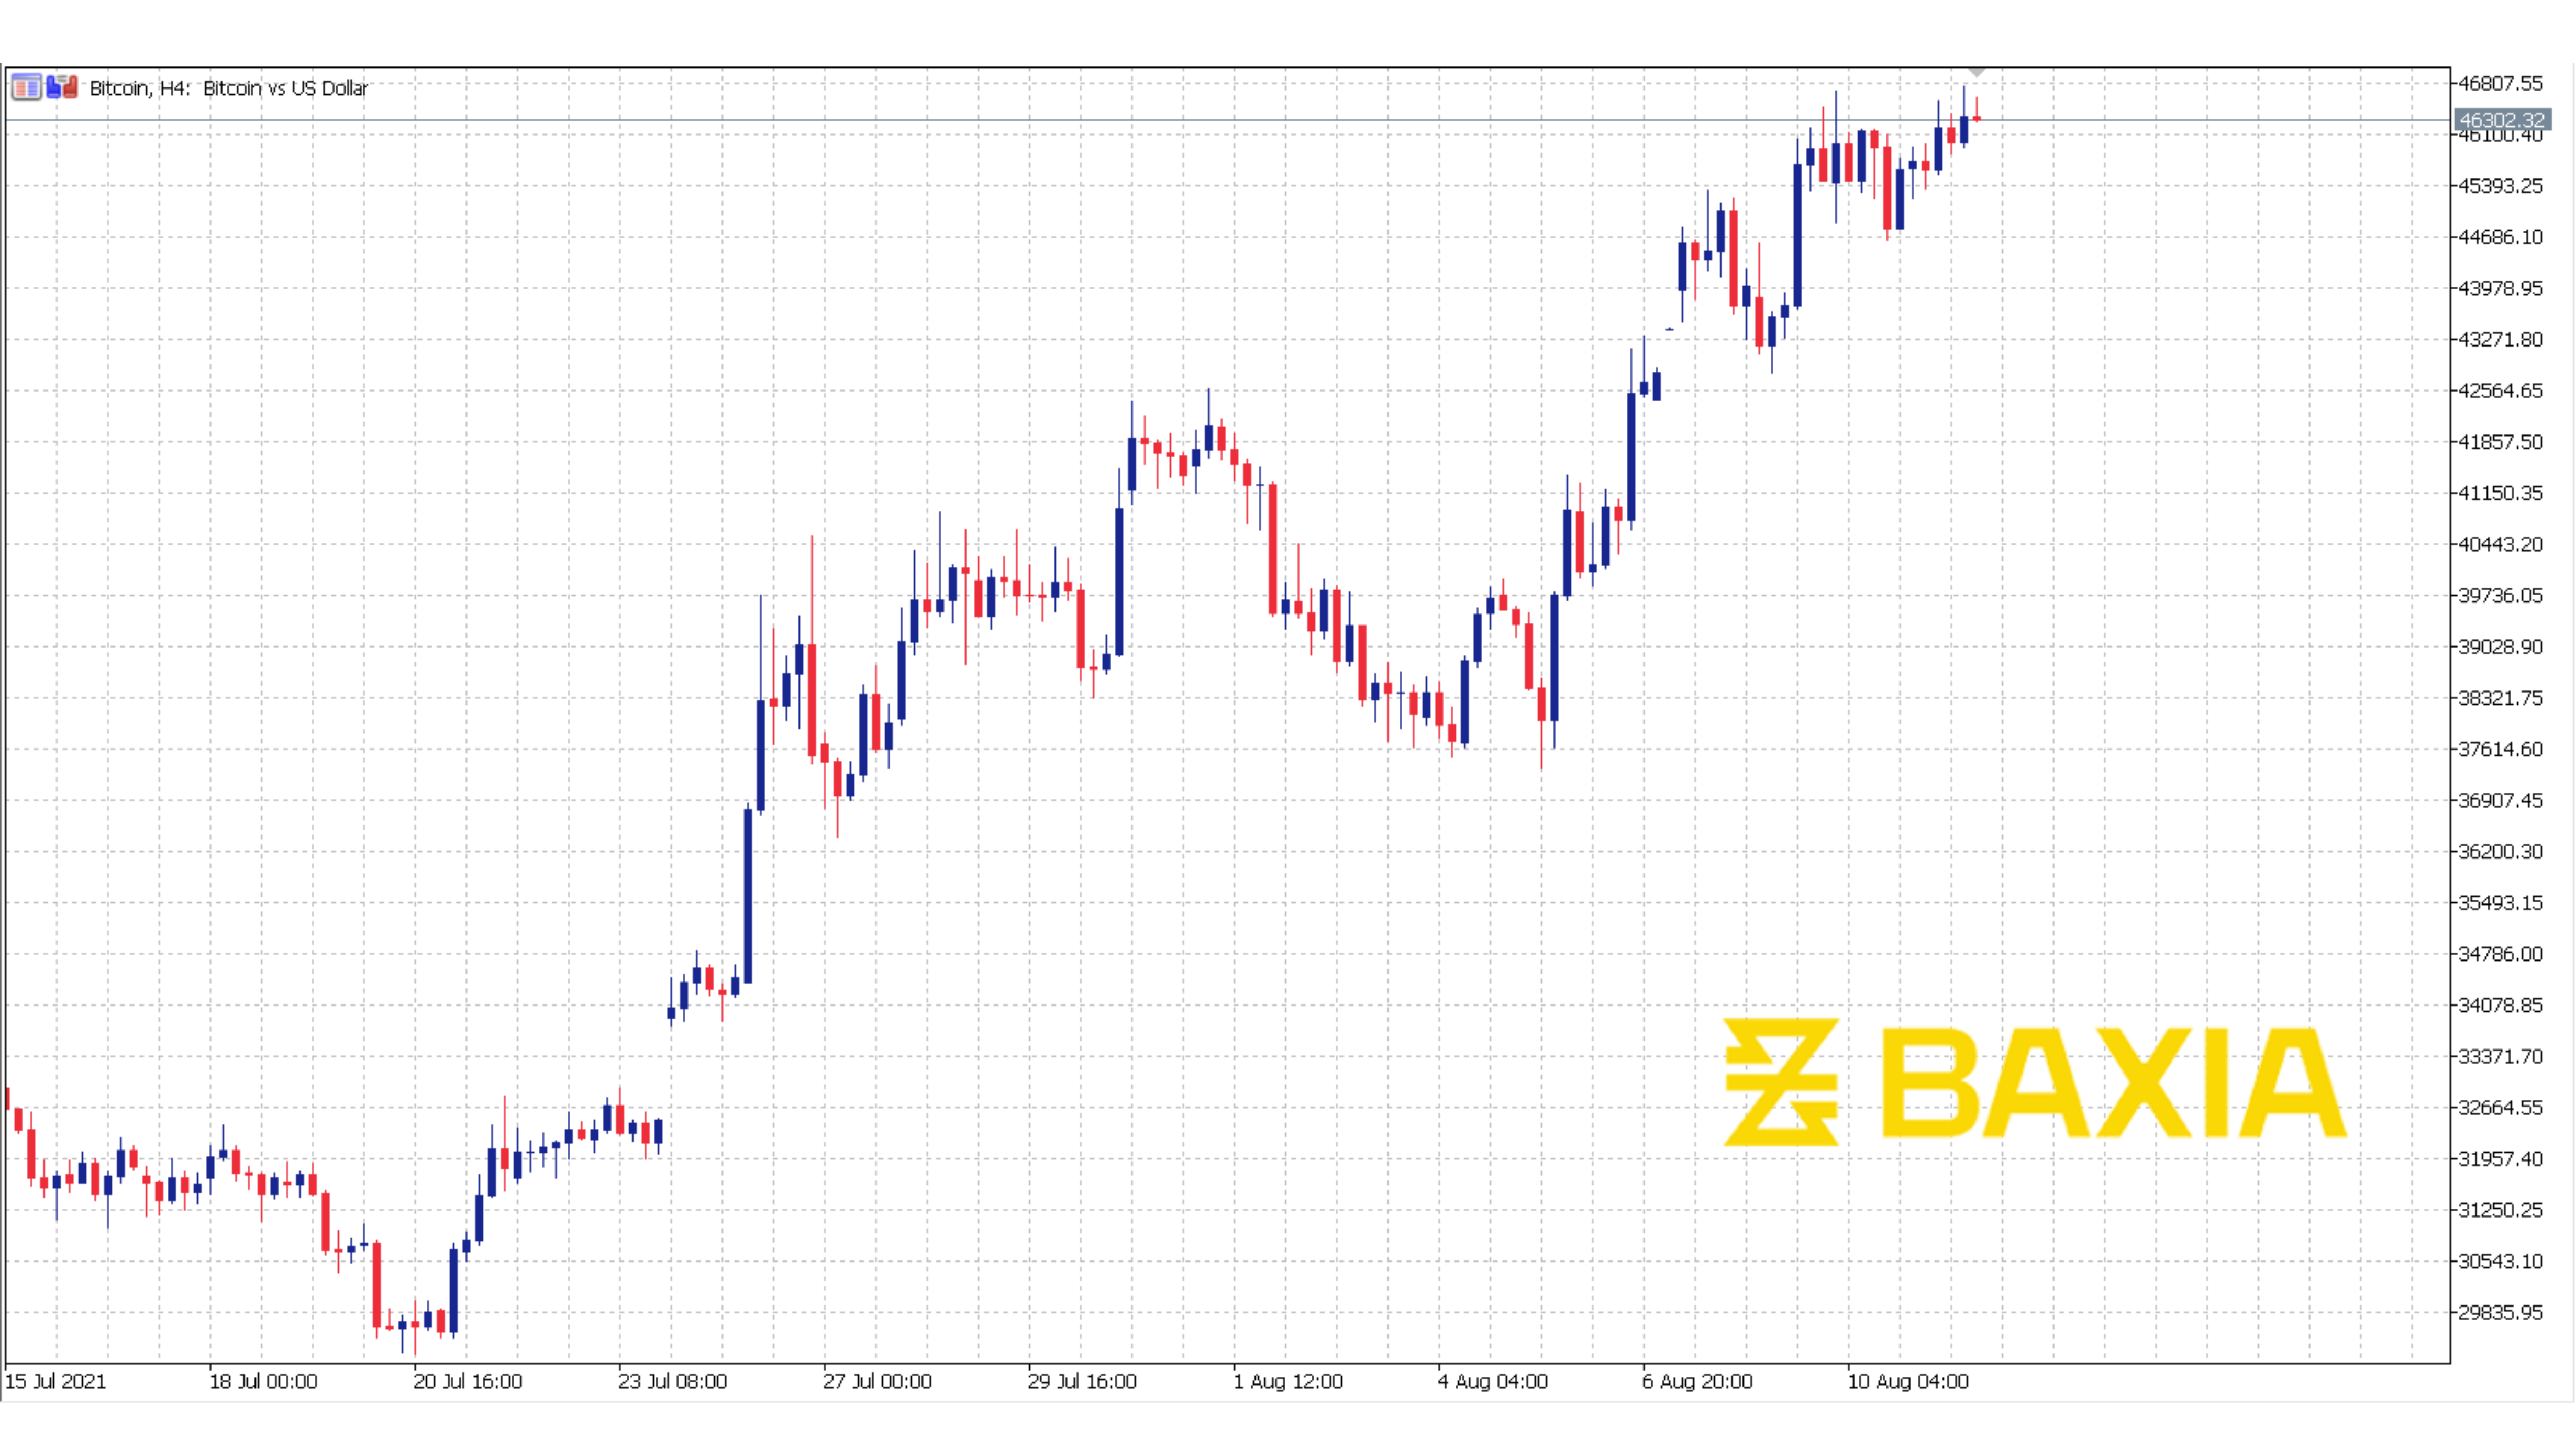 Bitcoin, H4: Bitcoin vs US Dollar
46807.55
46302.32
46100.40
45393.25
44686.10
43978.95
43271.80
42564.65
41857.50
41150.35
40443.20
39736.05
39028.90
38321.75
37614.60
36907.45
36200.30
35493.15
34786.00
34078.85
33371.70
32664.55
31957.40
31250.25
30543.10
29835.95
BAXIA
15 Jul 2021
18 Jul 00:00
20 Jul 16:00
23 Jul 08:00
27 Jul 00:00
29 Jul 16:00
1 Aug 12:00
4 Aug 04:00
6 Aug 20:00
10 Aug 04:00